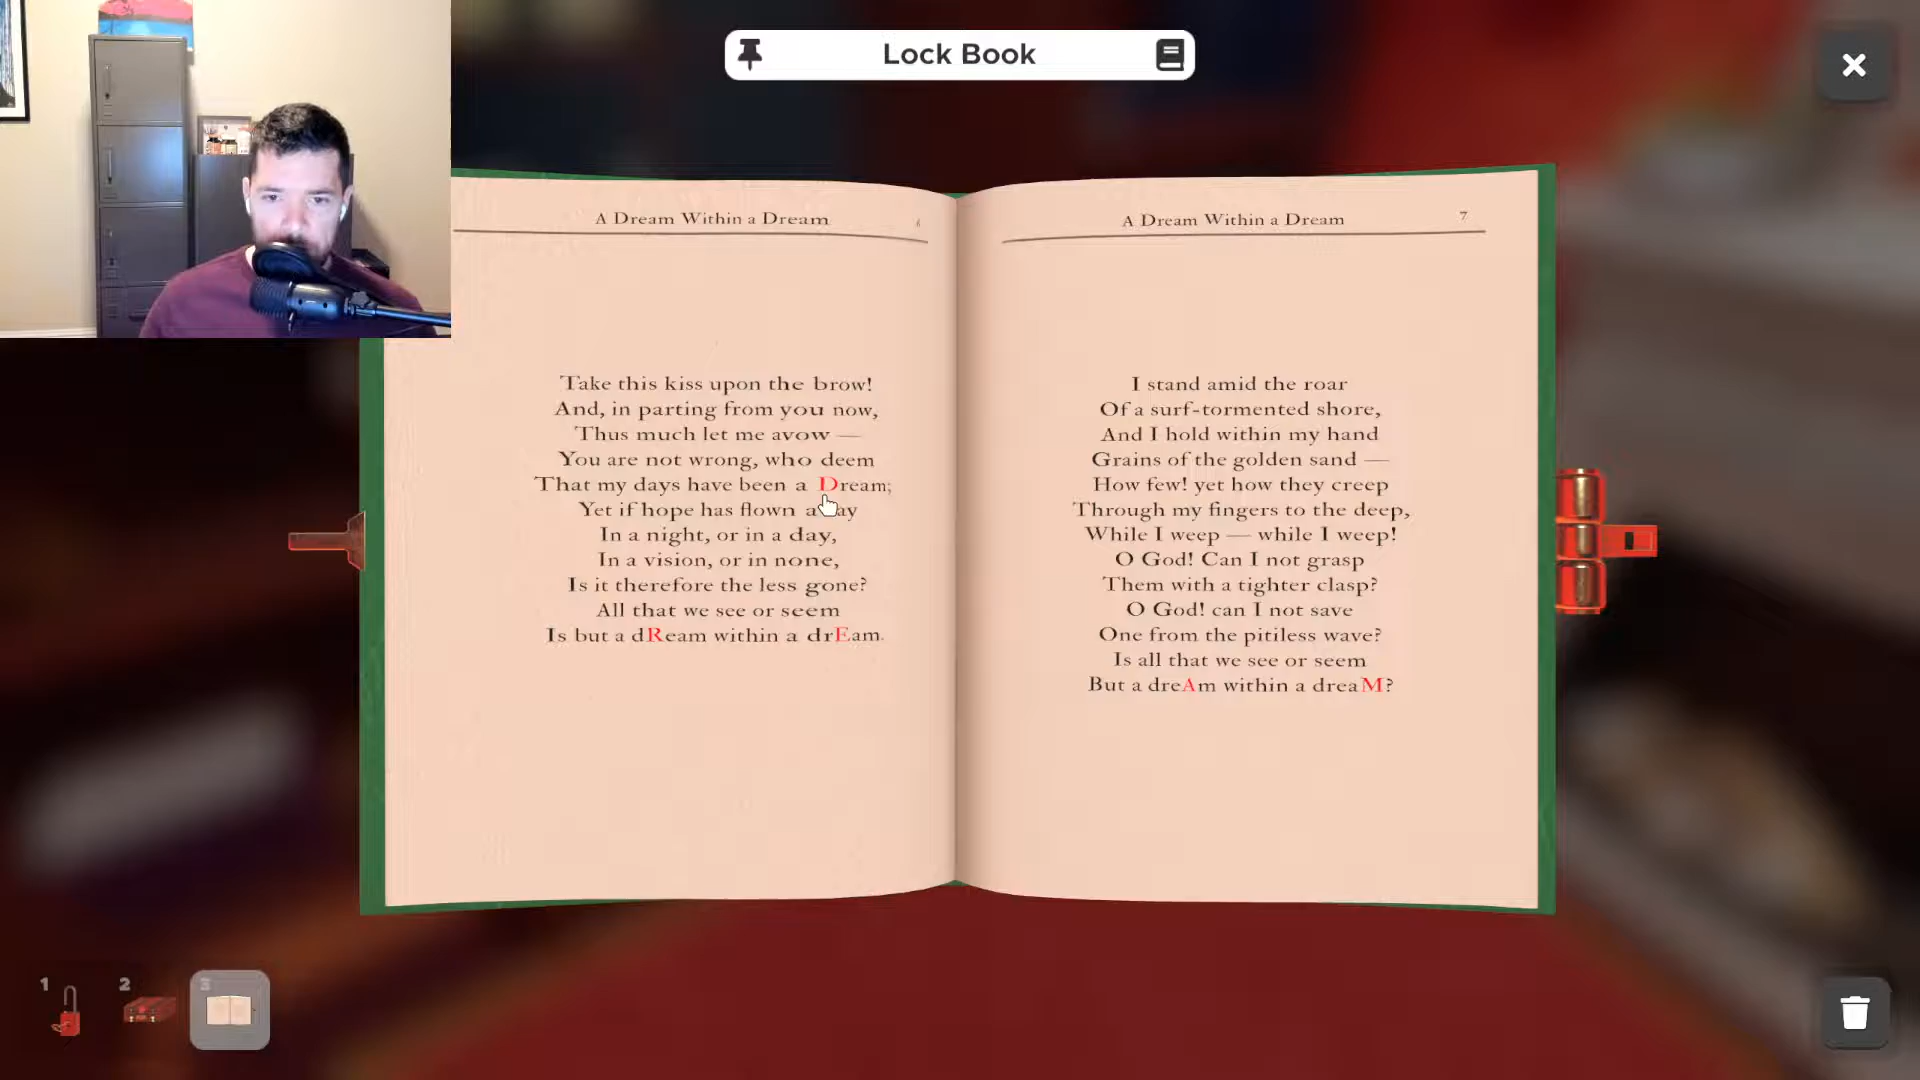 Lock Book
A Dream Within a Dream 6
Take this kiss upon the brow!
And, in parting from you now,
Thus much let me avow —
You are not wrong, who deem
That my days have been a Dream;
Yet if hope has flown a ay
In a night, or in a day,
In a vision, or in none,
Is it therefore the less gone?
All that we see or seem
Is but a dReam within a drEam.
A Dream Within a Dream 7
I stand amid the roar
Of a surf-tormented shore,
And I hold within my hand
Grains of the golden sand —
How few! yet how they creep
Through my fingers to the deep,
While I weep — while I weep!
O God! Can I not grasp
Them with a tighter clasp?
O God! can I not save
One from the pitiless wave?
Is all that we see or seem
But a dreAm within a dreaM?
1 2 3